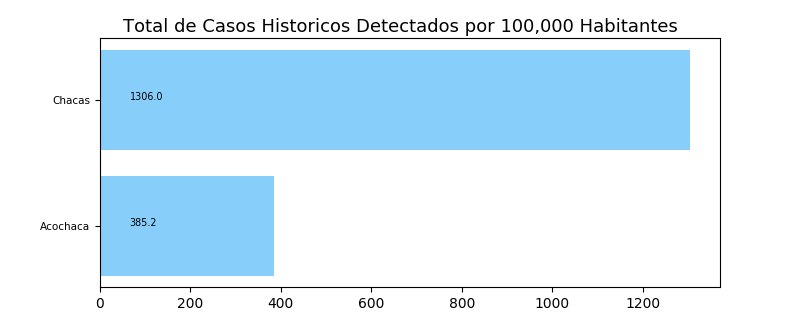 Total de Casos Historicos Detectados por 100,000 Habitantes
Chacas
1306.0
Acochaca
385.2
0 200 400 600 800 1000 1200